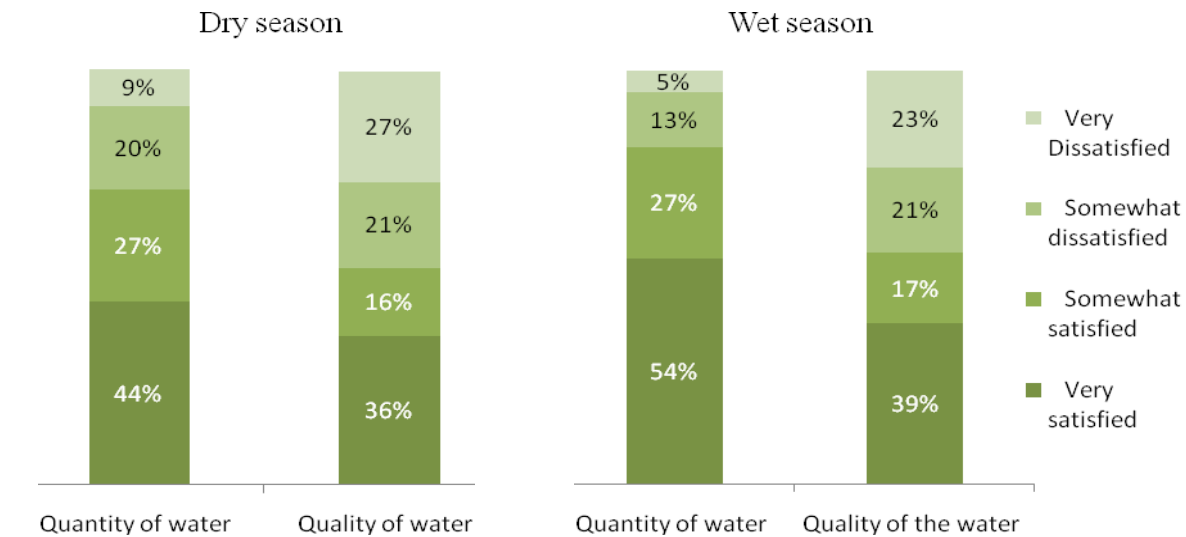 Dry season
9%
20%
27%
44%
27%
21%
16%
36%
Quantity of water
Quality of water
Wet season
5%
13%
27%
54%
23%
21%
17%
39%
Quantity of water
Quality of the water
Very
Dissatisfied
Somewhat
dissatisfied
Somewhat
satisfied
Very
satisfied